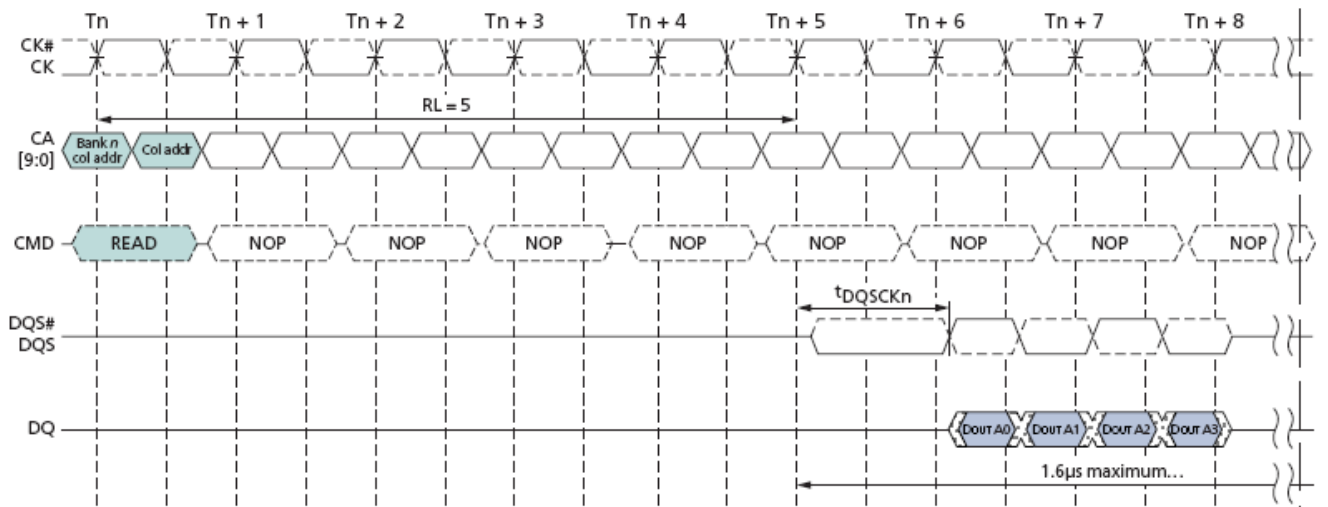 Tn Tn + 1 Tn + 2 Tn + 3 Tn + 4 Tn + 5 Tn + 6 Tn + 7 Tn + 8
CK#
CK
RL = 5
CA
[9:0]
Bank n
col addr
Col addr
CMD READ NOP NOP NOP NOP NOP NOP NOP NOP
tDQSCKn
DQS#
DQS
DQ DOUT A0 DOUT A1 DOUT A2 DOUT A3
1.6µs maximum…